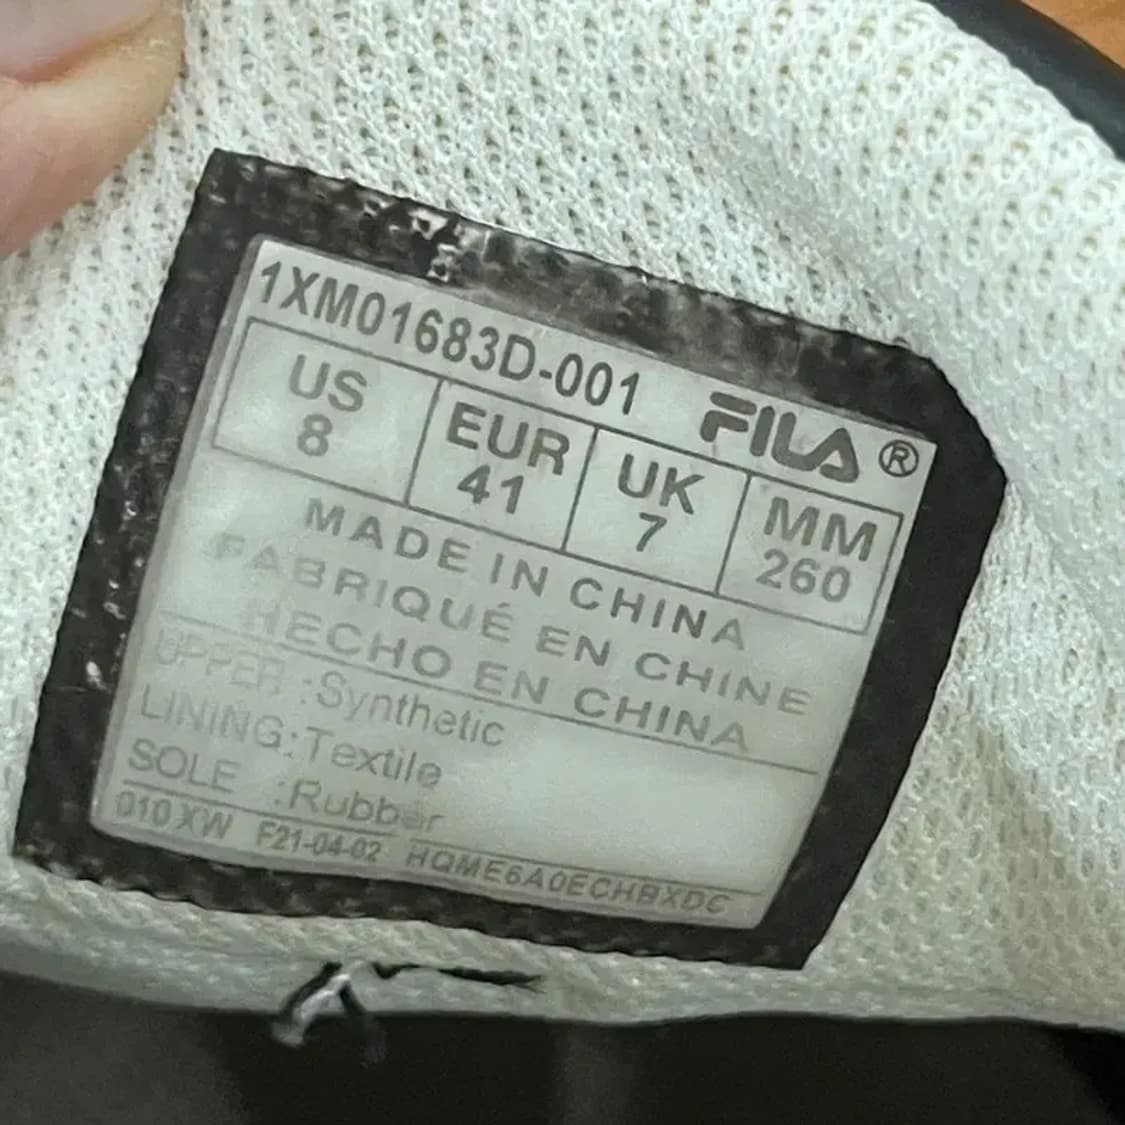 1XM01683D-001 FILA®
US EUR UK MM
8 41 7 260
MADE IN CHINA
FABRIQUÉ EN CHINE
HECHO EN CHINA
UPPER :Synthetic
LINING:Textile
SOLE :Rubber
010 XW F21-04-02 HQME6A0ECHBXDC